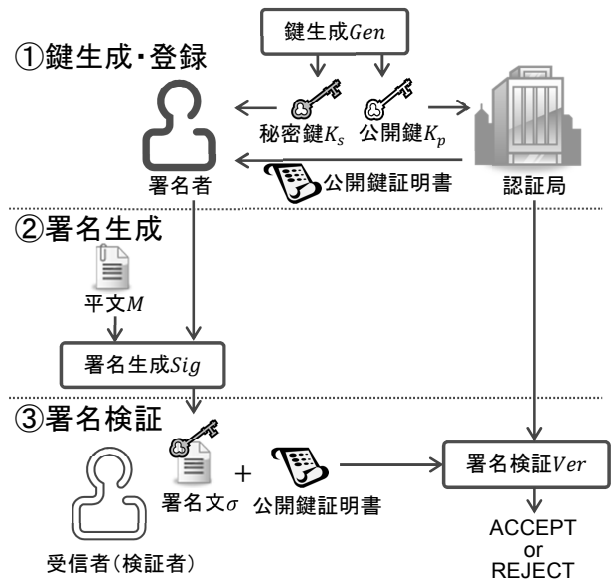 鍵生成Gen
①鍵生成・登録
秘密鍵Ks 公開鍵Kp
公開鍵証明書
署名者
認証局
②署名生成
平文M
署名生成Sig
③署名検証
署名検証Ver
+
署名文σ 公開鍵証明書
受信者(検証者)
ACCEPT
or
REJECT